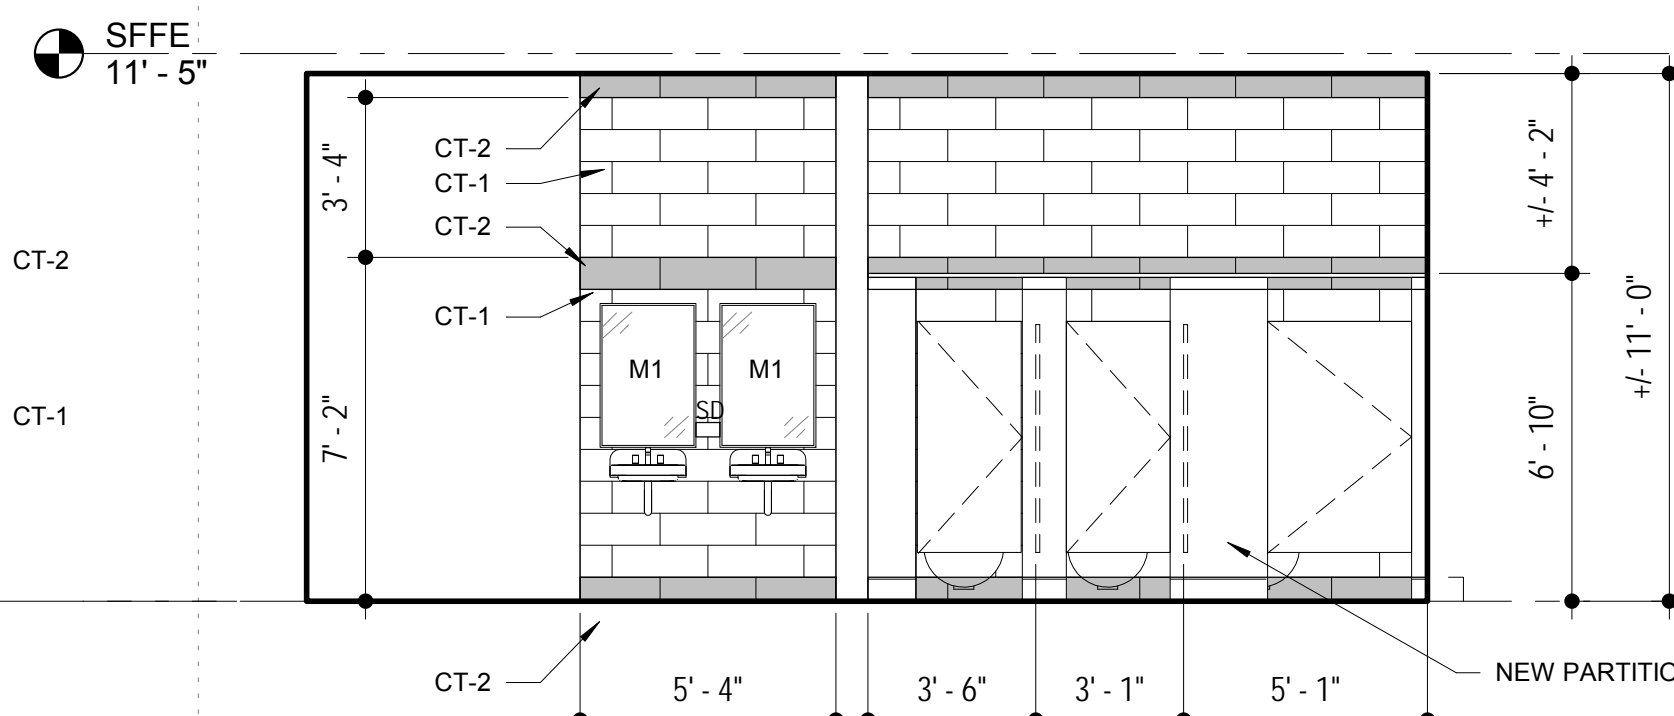 SFFE
11' - 5"
CT-2
CT-1
CT-2
CT-1
CT-2
CT-1
3' - 4"
7' - 2"
M1
M1
SD
+/- 4' - 2"
6' - 10"
+/- 11' - 0"
CT-2
5' - 4"
3' - 6"
3' - 1"
5' - 1"
NEW PARTITIO